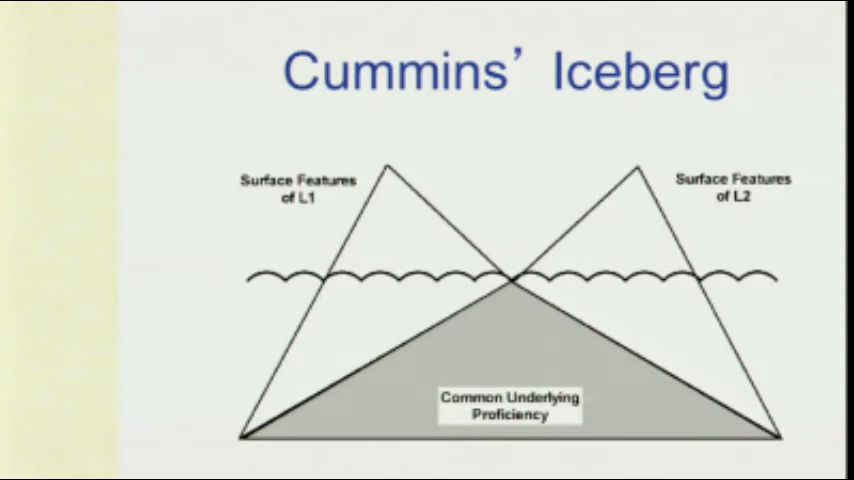 Cummins’ Iceberg
Surface Features
of L1
Surface Features
of L2
Common Underlying
Proficiency